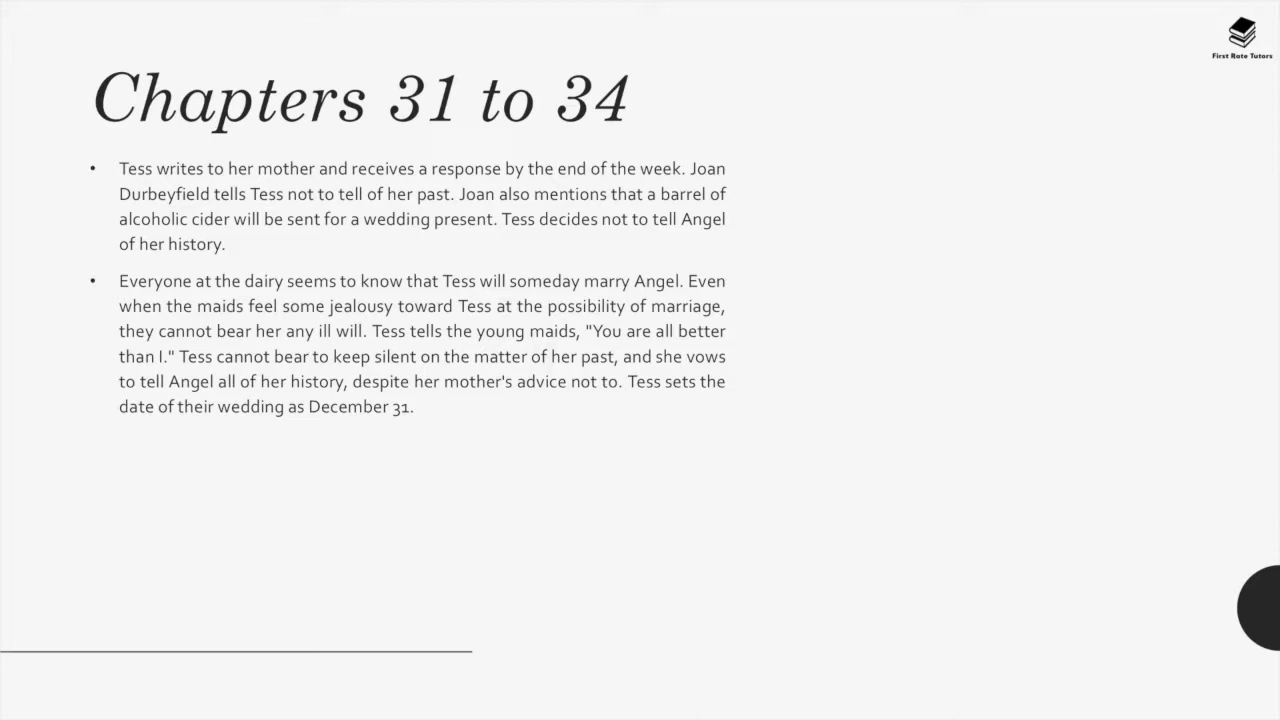 First Rate Tutors
Chapters 31 to 34
• Tess writes to her mother and receives a response by the end of the week. Joan
Durbeyfield tells Tess not to tell of her past. Joan also mentions that a barrel of
alcoholic cider will be sent for a wedding present. Tess decides not to tell Angel
of her history.
• Everyone at the dairy seems to know that Tess will someday marry Angel. Even
when the maids feel some jealousy toward Tess at the possibility of marriage,
they cannot bear her any ill will. Tess tells the young maids, "You are all better
than I." Tess cannot bear to keep silent on the matter of her past, and she vows
to tell Angel all of her history, despite her mother's advice not to. Tess sets the
date of their wedding as December 31.